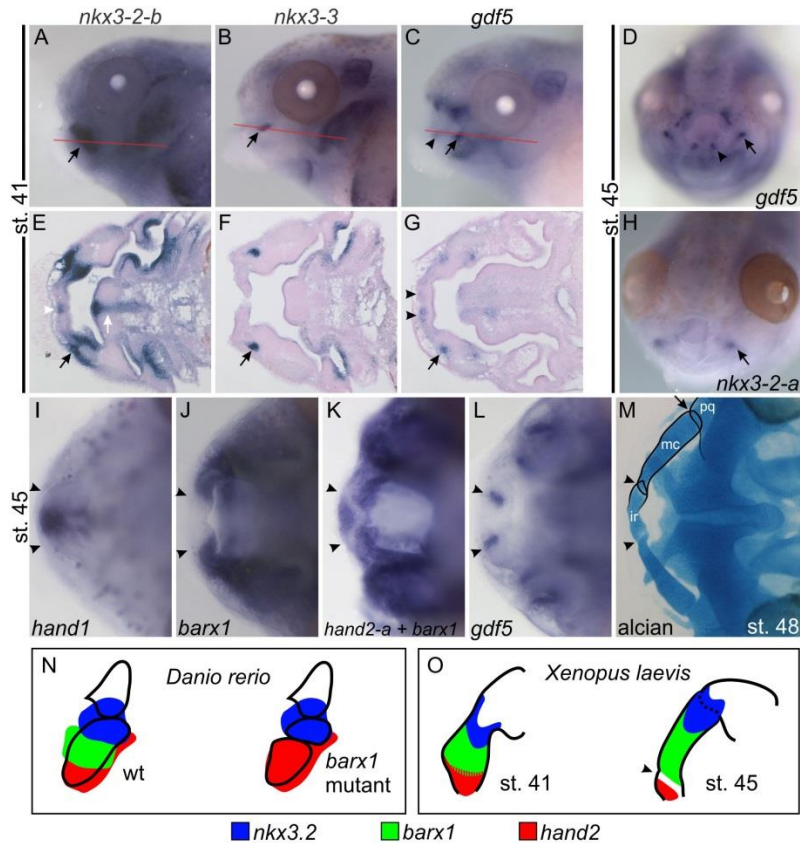 nkx3-2-b
nkx3-3
gdf5
A
B
C
D
st. 41
st. 45
gdf5
E
F
G
H
nkx3-2-a
I
J
K
L
M
pq
mc
ir
st. 45
hand1
barx1
hand2-a + barx1
gdf5
alcian
st. 48
N
Danio rerio
wt
barx1
mutant
O
Xenopus laevis
st. 41
st. 45
nkx3.2
barx1
hand2